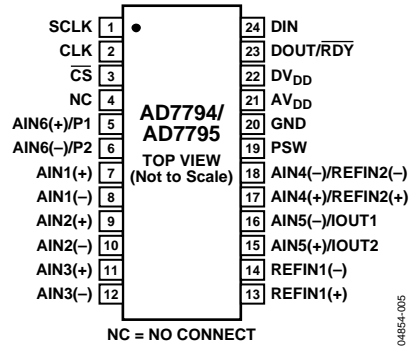 SCLK 1
CLK 2
CS 3
NC 4
AIN6(+)/P1 5
AIN6(–)/P2 6
AIN1(+) 7
AIN1(–) 8
AIN2(+) 9
AIN2(–) 10
AIN3(+) 11
AIN3(–) 12
AD7794/
AD7795
TOP VIEW
(Not to Scale)
24 DIN
23 DOUT/RDY
22 DVDD
21 AVDD
20 GND
19 PSW
18 AIN4(–)/REFIN2(–)
17 AIN4(+)/REFIN2(+)
16 AIN5(–)/IOUT1
15 AIN5(+)/IOUT2
14 REFIN1(–)
13 REFIN1(+)
NC = NO CONNECT
04854-005